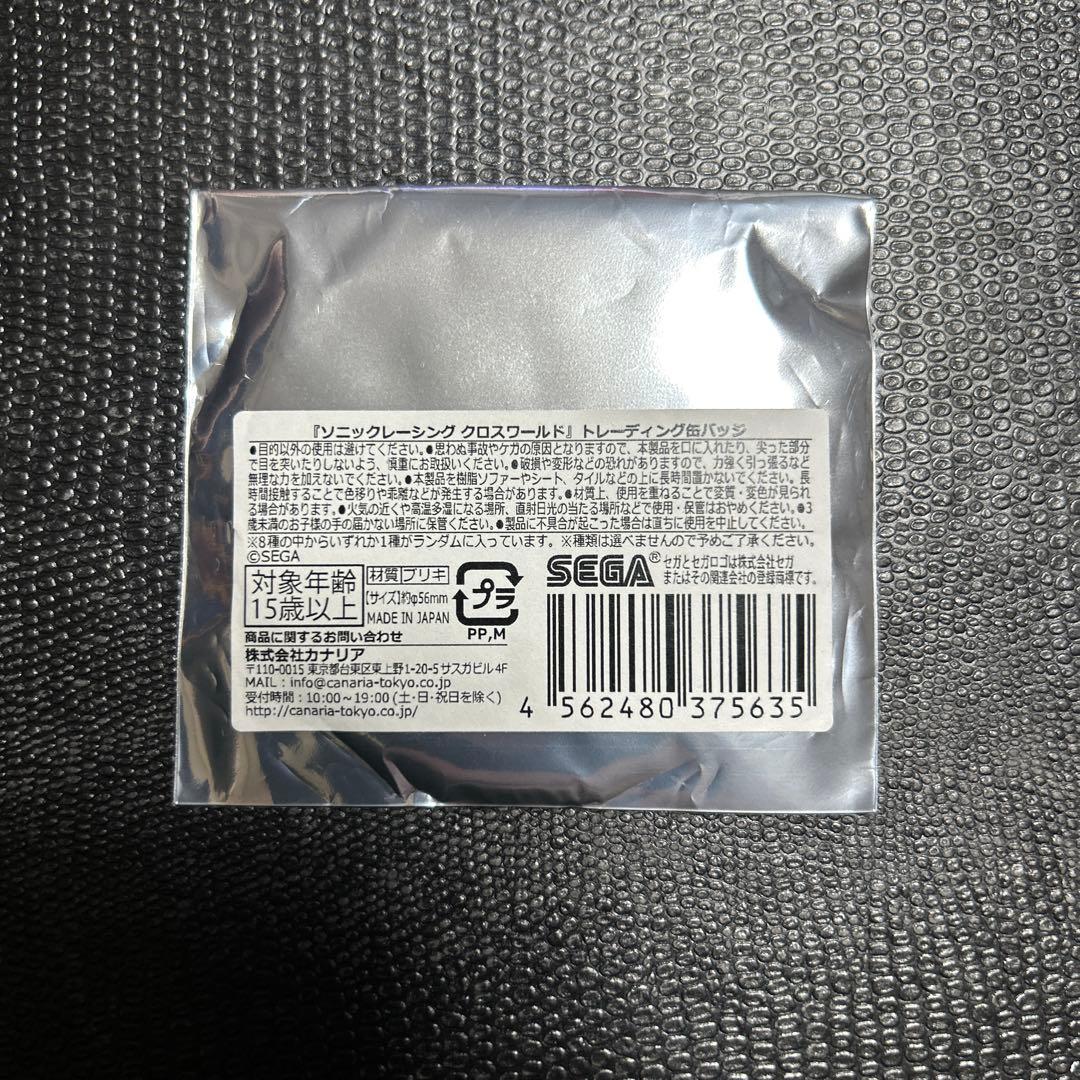 『ソニックレーシング クロスワールド』トレーディング缶バッジ
●目的以外の使用は避けてください。●思わぬ事故やケガの原因となりますので、本製品を口に入れたり、尖った部分
で目を突いたりしないよう、慎重にお取扱いください。●破損や変形などの恐れがありますので、力強く引っ張るなど
無理な力を加えないでください。●本製品を樹脂ソファーやシート、タイルなどの上に長時間置かないでください。長
時間接触することで色移りや乖離などが発生する場合があります。●材質上、使用を重ねることで変質・変色が見られ
る場合があります。●火気の近くや高温多湿になる場所、直射日光の当たる場所などで使用・保管はおやめください。●3
歳未満のお子様の手の届かない場所に保管ください。●製品に不具合が起こった場合は直ちに使用を中止してください。
※8種の中からいずれか1種がランダムに入っています。※種類は選べませんので予めご了承ください。
©SEGA
対象年齢
15歳以上
材質 ブリキ
【サイズ】約φ56mm
MADE IN JAPAN
プラ
PP,M
SEGA®
セガとセガロゴは株式会社セガ
またはその関連会社の登録商標です。
商品に関するお問い合わせ
株式会社カナリア
〒110-0015 東京都台東区東上野1-20-5 サスガビル 4F
MAIL : info@canaria-tokyo.co.jp
受付時間 : 10:00～19:00 (土・日・祝日を除く)
http://canaria-tokyo.co.jp/
4 562480 375635